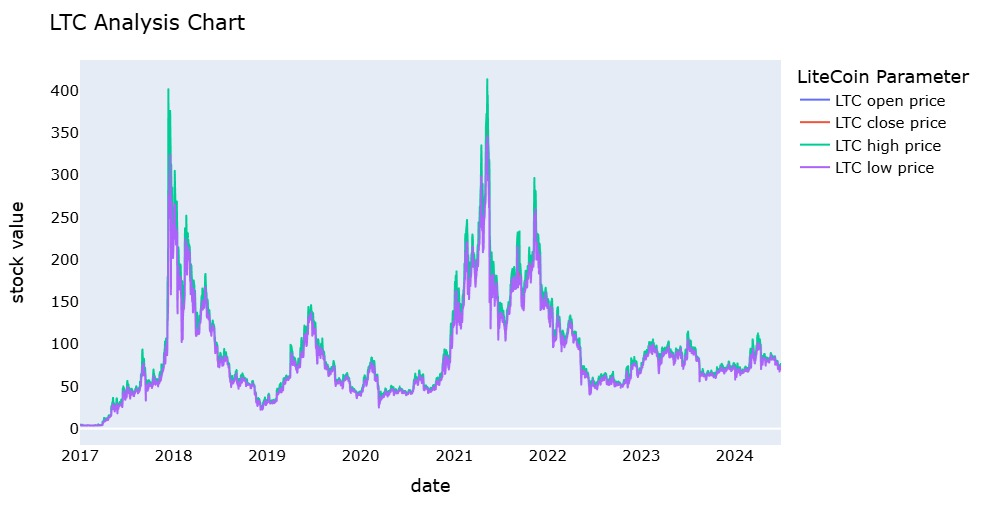 LTC Analysis Chart
LiteCoin Parameter
LTC open price
LTC close price
LTC high price
LTC low price
stock value
400
350
300
250
200
150
100
50
0
2017 2018 2019 2020 2021 2022 2023 2024
date